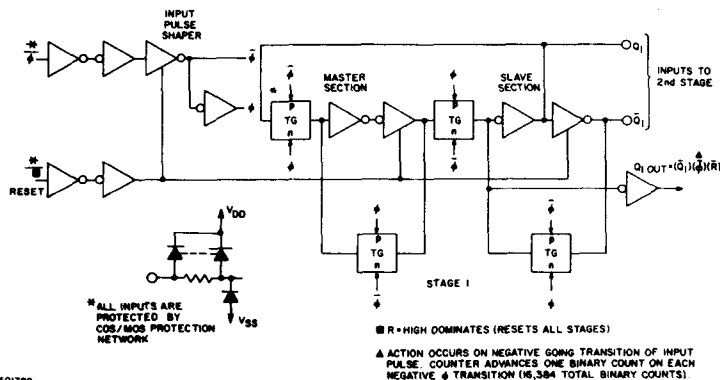 INPUT
PULSE
SHAPER
*
φ̄
φ̄
φ
*
RESET
*
φ̄
p
TG
n
φ
MASTER
SECTION
φ
p
TG
n
φ̄
SLAVE
SECTION
Q1
Q̄1
INPUTS TO
2nd STAGE
Q1 OUT=(Q̄1)(φ̄)(R̄)
▲
φ
p
TG
n
φ̄
STAGE 1
φ̄
p
TG
n
φ
VDD
VSS
*ALL INPUTS ARE
PROTECTED BY
COS/MOS PROTECTION
NETWORK
■ R=HIGH DOMINATES (RESETS ALL STAGES)
▲ ACTION OCCURS ON NEGATIVE GOING TRANSITION OF INPUT
PULSE. COUNTER ADVANCES ONE BINARY COUNT ON EACH
NEGATIVE φ TRANSITION (16,384 TOTAL BINARY COUNTS).